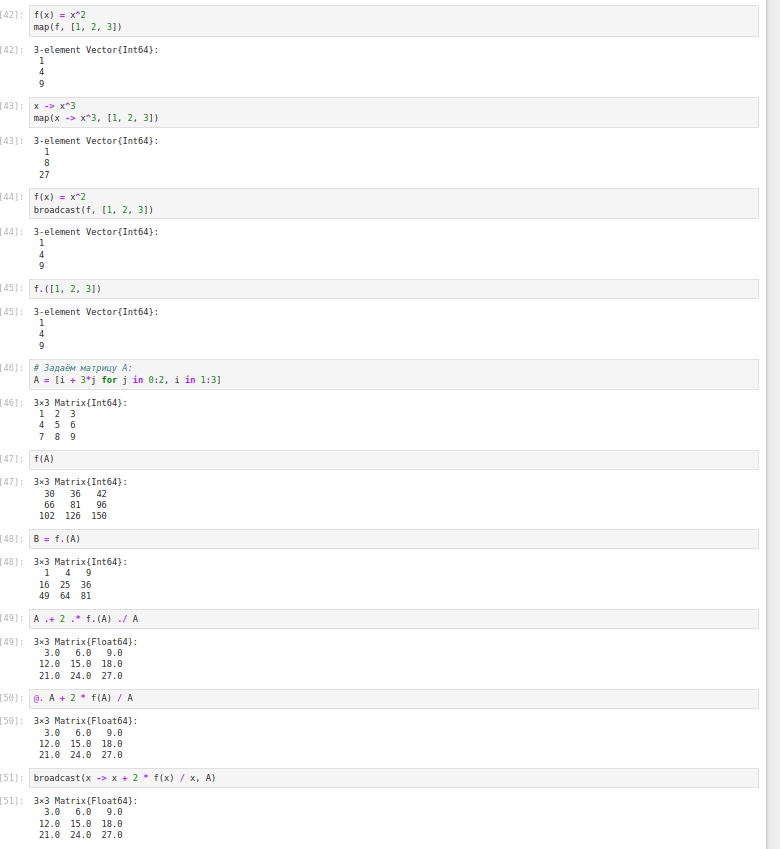 [42]: f(x) = x^2
map(f, [1, 2, 3])
[42]: 3-element Vector{Int64}:
1
4
9
[43]: x -> x^3
map(x -> x^3, [1, 2, 3])
[43]: 3-element Vector{Int64}:
1
8
27
[44]: f(x) = x^2
broadcast(f, [1, 2, 3])
[44]: 3-element Vector{Int64}:
1
4
9
[45]: f.([1, 2, 3])
[45]: 3-element Vector{Int64}:
1
4
9
[46]: # Задаём матрицу A:
A = [i + 3*j for j in 0:2, i in 1:3]
[46]: 3×3 Matrix{Int64}:
1 2 3
4 5 6
7 8 9
[47]: f(A)
[47]: 3×3 Matrix{Int64}:
30 36 42
66 81 96
102 126 150
[48]: B = f.(A)
[48]: 3×3 Matrix{Int64}:
1 4 9
16 25 36
49 64 81
[49]: A .+ 2 .* f.(A) ./ A
[49]: 3×3 Matrix{Float64}:
3.0 6.0 9.0
12.0 15.0 18.0
21.0 24.0 27.0
[50]: @. A + 2 * f(A) / A
[50]: 3×3 Matrix{Float64}:
3.0 6.0 9.0
12.0 15.0 18.0
21.0 24.0 27.0
[51]: broadcast(x -> x + 2 * f(x) / x, A)
[51]: 3×3 Matrix{Float64}:
3.0 6.0 9.0
12.0 15.0 18.0
21.0 24.0 27.0